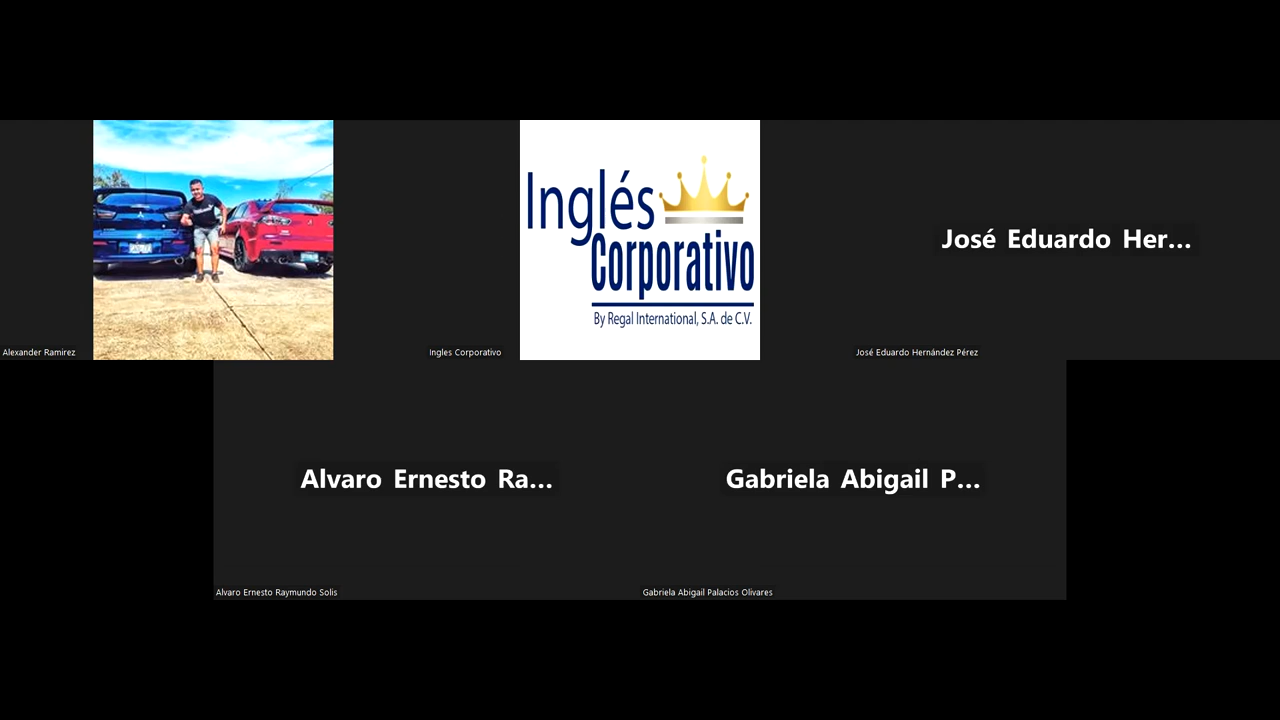 Inglés
Corporativo
By Regal International, S.A. de C.V.
José Eduardo Her...
Alexander Ramirez
Ingles Corporativo
José Eduardo Hernández Pérez
Alvaro Ernesto Ra...
Gabriela Abigail P...
Alvaro Ernesto Raymundo Solis
Gabriela Abigail Palacios Olivares